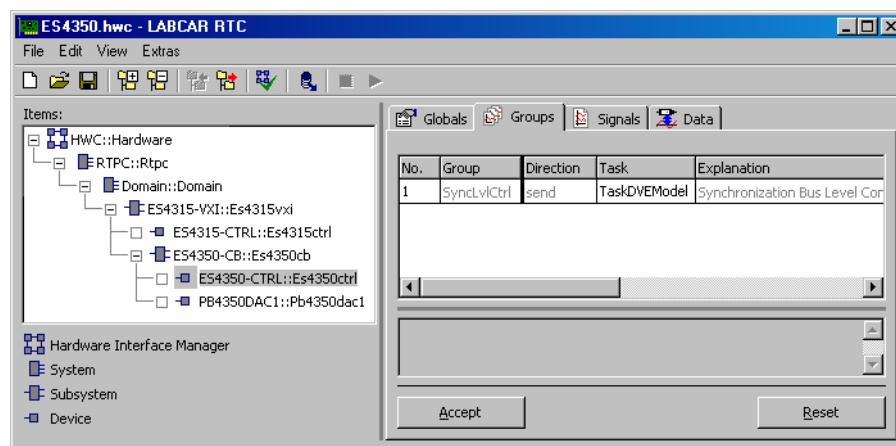 ES4350.hwc - LABCAR RTC
File Edit View Extras
Items:
HWC::Hardware
RTPC::Rtpc
Domain::Domain
ES4315-VXI::Es4315vxi
ES4315-CTRL::Es4315ctrl
ES4350-CB::Es4350cb
ES4350-CTRL::Es4350ctrl
PB4350DAC1::Pb4350dac1
Hardware Interface Manager
System
Subsystem
Device
Globals Groups Signals Data
No. Group Direction Task Explanation
1 SyncLvlCtrl send TaskDVEModel Synchronization Bus Level Cor
Accept Reset